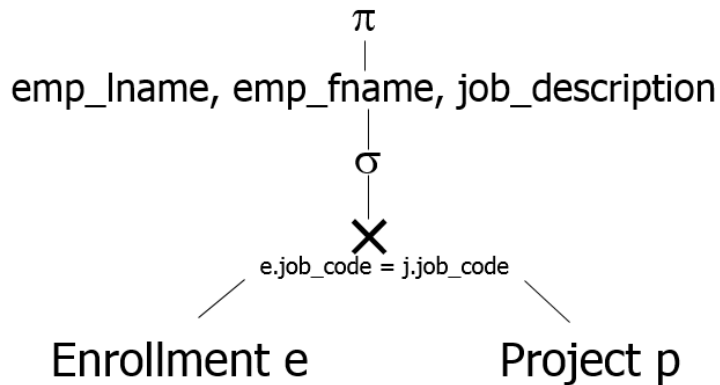 π
emp_lname, emp_fname, job_description
σ
×
e.job_code = j.job_code
Enrollment e Project p